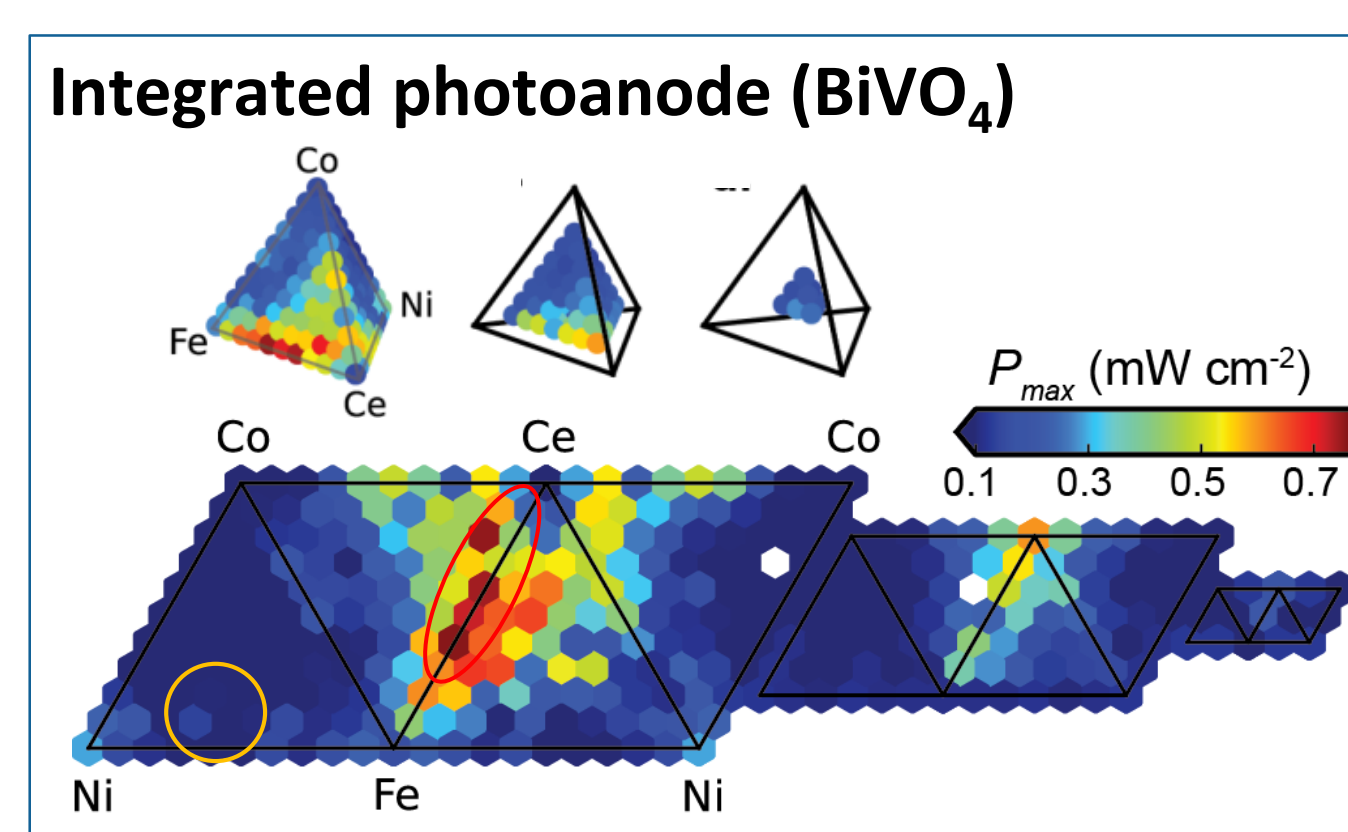 Integrated photoanode (BiVO4)
Co
Ni
Fe
Ce
Pmax (mW cm-2)
0.1 0.3 0.5 0.7
Co Ce Co
Ni Fe Ni